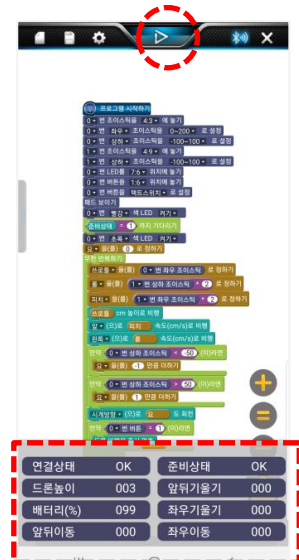 프로그램 시작하기
0 번 조이스틱을 4:3 에 놓기
0 번 좌우 조이스틱을 0~200 로 설정
0 번 상하 조이스틱을 -100~100 로 설정
1 번 조이스틱을 4:9 에 놓기
1 번 상하 조이스틱을 -100~100 로 설정
0 번 LED를 7:6 위치에 놓기
0 번 버튼을 1:6 위치에 놓기
0 번 버튼을 택트스위치 로 설정
패드 보이기
0 번 빨강 색 LED 켜기
준비상태 = 1 까지 기다리기
0 번 초록 색 LED 켜기
요 을(를) 0 로 정하기
무한 반복하기
쓰로틀 을(를) 0 번 좌우 조이스틱 로 정하기
롤 을(를) 1 번 상하 조이스틱 * 2 로 정하기
피치 을(를) 1 번 좌우 조이스틱 * 2 로 정하기
쓰로틀 cm 높이로 비행
앞 (으)로 피치 속도(cm/s)로 비행
왼쪽 (으)로 롤 속도(cm/s)로 비행
만약 0 번 상하 조이스틱 < -50 (이)라면
요 을(를) -1 만큼 더하기
만약 0 번 상하 조이스틱 > 50 (이)라면
요 을(를) 1 만큼 더하기
시계방향 (으)로 요 도 회전
만약 0 번 버튼 = 1 (이)라면
연결상태 OK 준비상태 OK
드론높이 003 앞뒤기울기 000
배터리(%) 099 좌우기울기 000
앞뒤이동 000 좌우이동 000